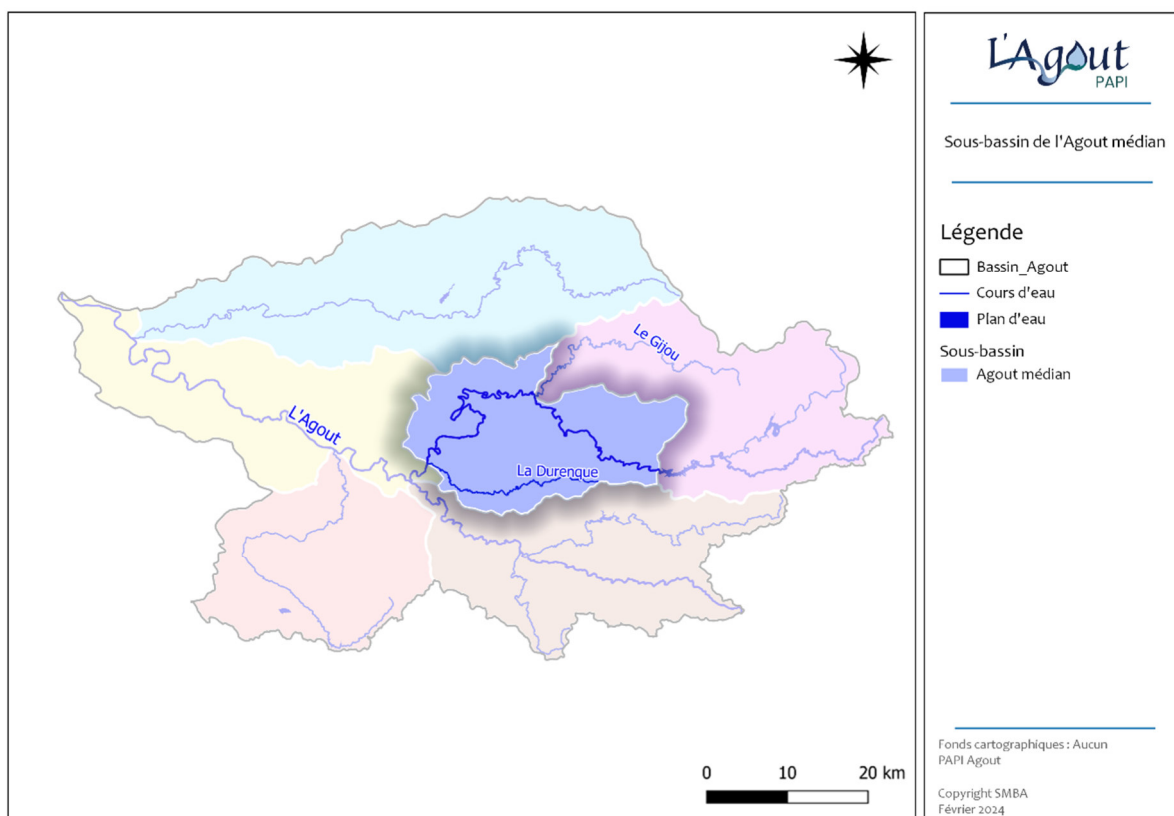 L'Agout
PAPI
Sous-bassin de l'Agout médian
Légende
Bassin_Agout
Cours d'eau
Plan d'eau
Sous-bassin
Agout médian
Le Gijou
L'Agout
La Durenque
0 10 20 km
Fonds cartographiques : Aucun
PAPI Agout
Copyright SMBA
Février 2024